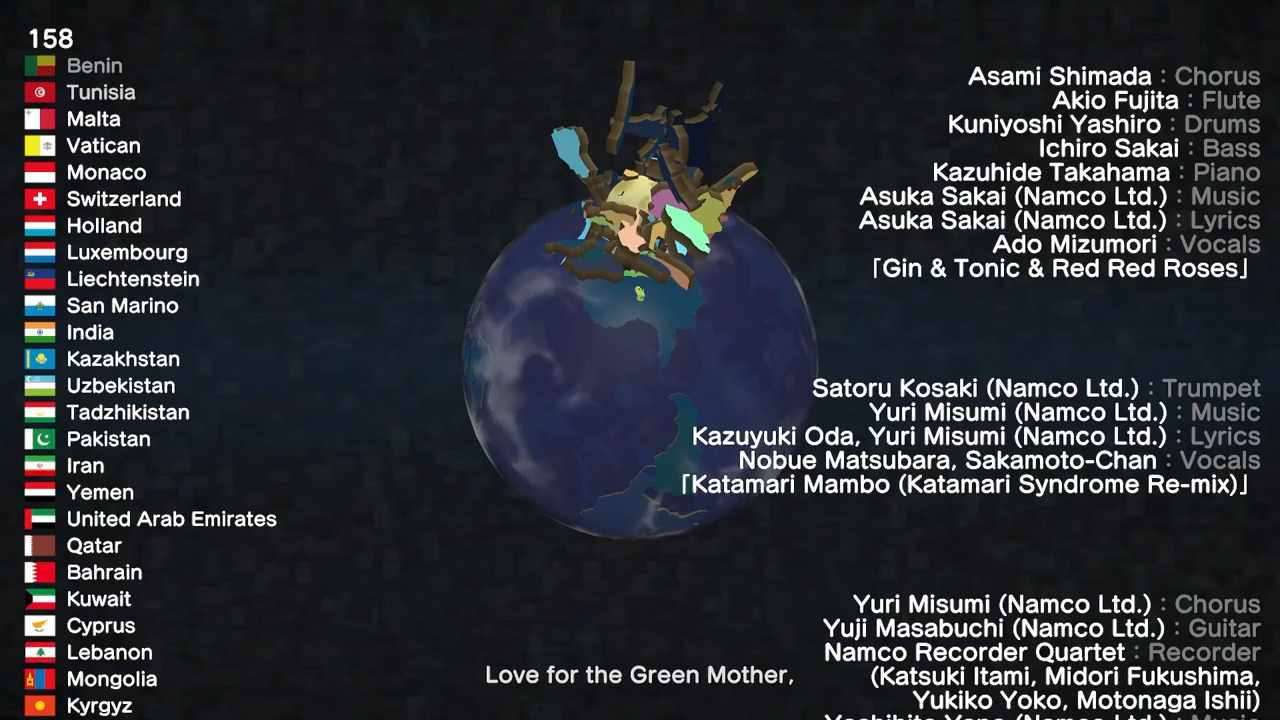 158
Benin
Tunisia
Malta
Vatican
Monaco
Switzerland
Holland
Luxembourg
Liechtenstein
San Marino
India
Kazakhstan
Uzbekistan
Tadzhikistan
Pakistan
Iran
Yemen
United Arab Emirates
Qatar
Bahrain
Kuwait
Cyprus
Lebanon
Mongolia
Kyrgyz
Asami Shimada : Chorus
Akio Fujita : Flute
Kuniyoshi Yashiro : Drums
Ichiro Sakai : Bass
Kazuhide Takahama : Piano
Asuka Sakai (Namco Ltd.) : Music
Asuka Sakai (Namco Ltd.) : Lyrics
Ado Mizumori : Vocals
「Gin & Tonic & Red Red Roses」
Satoru Kosaki (Namco Ltd.) : Trumpet
Yuri Misumi (Namco Ltd.) : Music
Kazuyuki Oda, Yuri Misumi (Namco Ltd.) : Lyrics
Nobue Matsubara, Sakamoto-Chan : Vocals
「Katamari Mambo (Katamari Syndrome Re-mix)」
Yuri Misumi (Namco Ltd.) : Chorus
Yuji Masabuchi (Namco Ltd.) : Guitar
Namco Recorder Quartet : Recorder
(Katsuki Itami, Midori Fukushima,
Yukiko Yoko, Motonaga Ishii)
Love for the Green Mother,